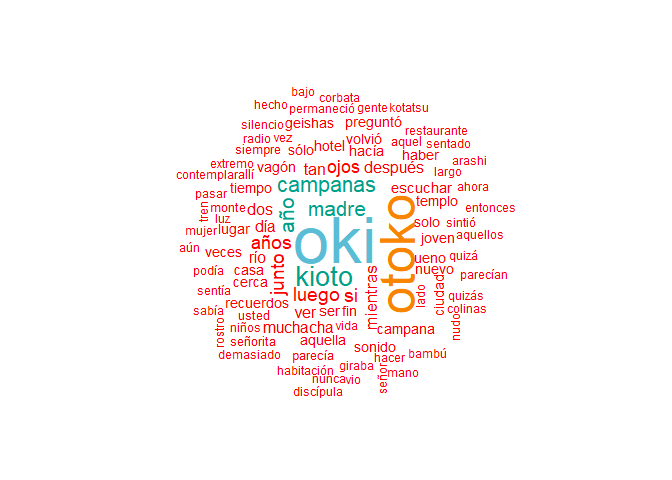 bajo
corbata
hecho
permaneció
gente
kotatsu
silencio
geishas
preguntó
radio
vez
volvió
aquel
restaurante
siempre
sólo
hotel
hacía
haber
sentado
extremo
vagón
tan
ojos
después
arashi
contemplaralli
largo
pasar
tiempo
campanas
escuchar
ahora
tren
monte
dos
año
madre
otoko
templo
entonces
luz
mujer
lugar
día
oki
solo
sintió
aún
años
joven
aquellos
veces
río
junto
kioto
ueno
quizá
podía
casa
mientras
nuevo
parecían
sentía
cerca
luego
si
lado
ciudad
quizás
sabía
recuerdos
ver
ser
fin
colinas
rostro
usted
niños
muchacha
vida
campana
nudo
señorita
aquella
sonido
demasiado
parecía
giraba
hacer
bambú
habitación
nunca
vio
señor
mano
discípula